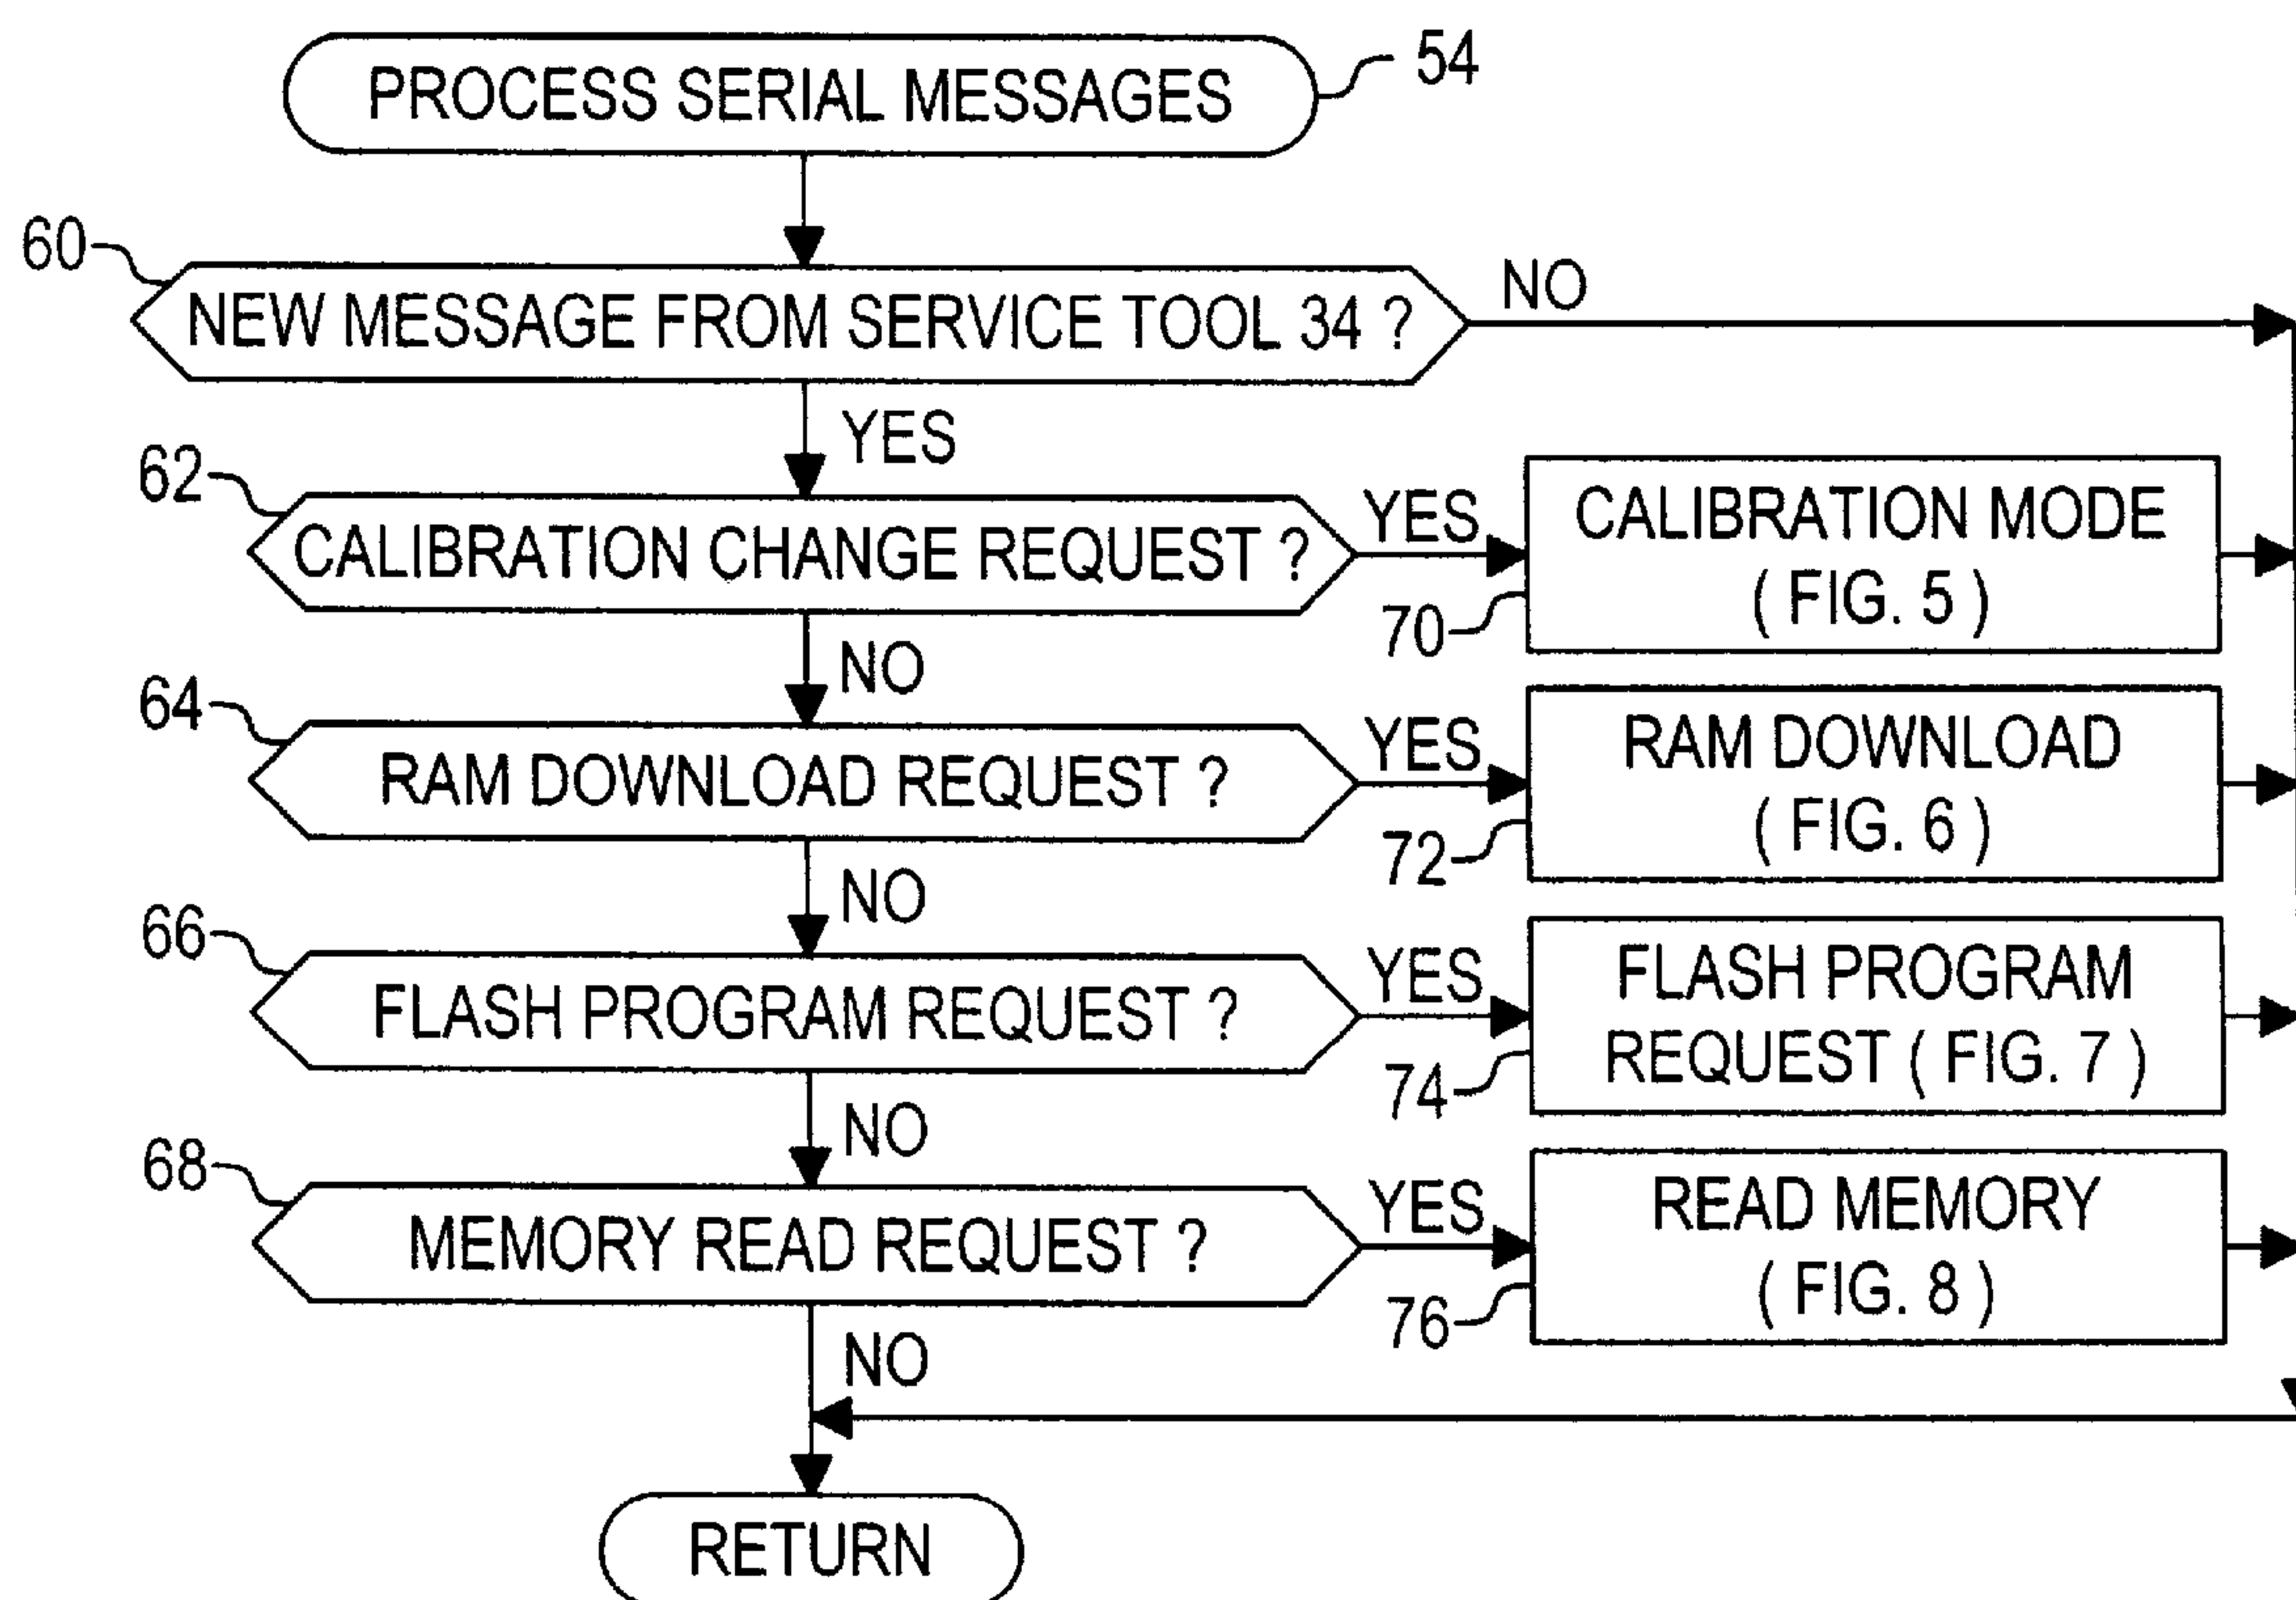 PROCESS SERIAL MESSAGES
54
60
NEW MESSAGE FROM SERVICE TOOL 34 ?
NO
YES
62
CALIBRATION CHANGE REQUEST ?
YES
CALIBRATION MODE
( FIG. 5 )
70
NO
64
RAM DOWNLOAD REQUEST ?
YES
RAM DOWNLOAD
( FIG. 6 )
72
NO
66
FLASH PROGRAM REQUEST ?
YES
FLASH PROGRAM
REQUEST ( FIG. 7 )
74
NO
68
MEMORY READ REQUEST ?
YES
READ MEMORY
( FIG. 8 )
76
NO
RETURN